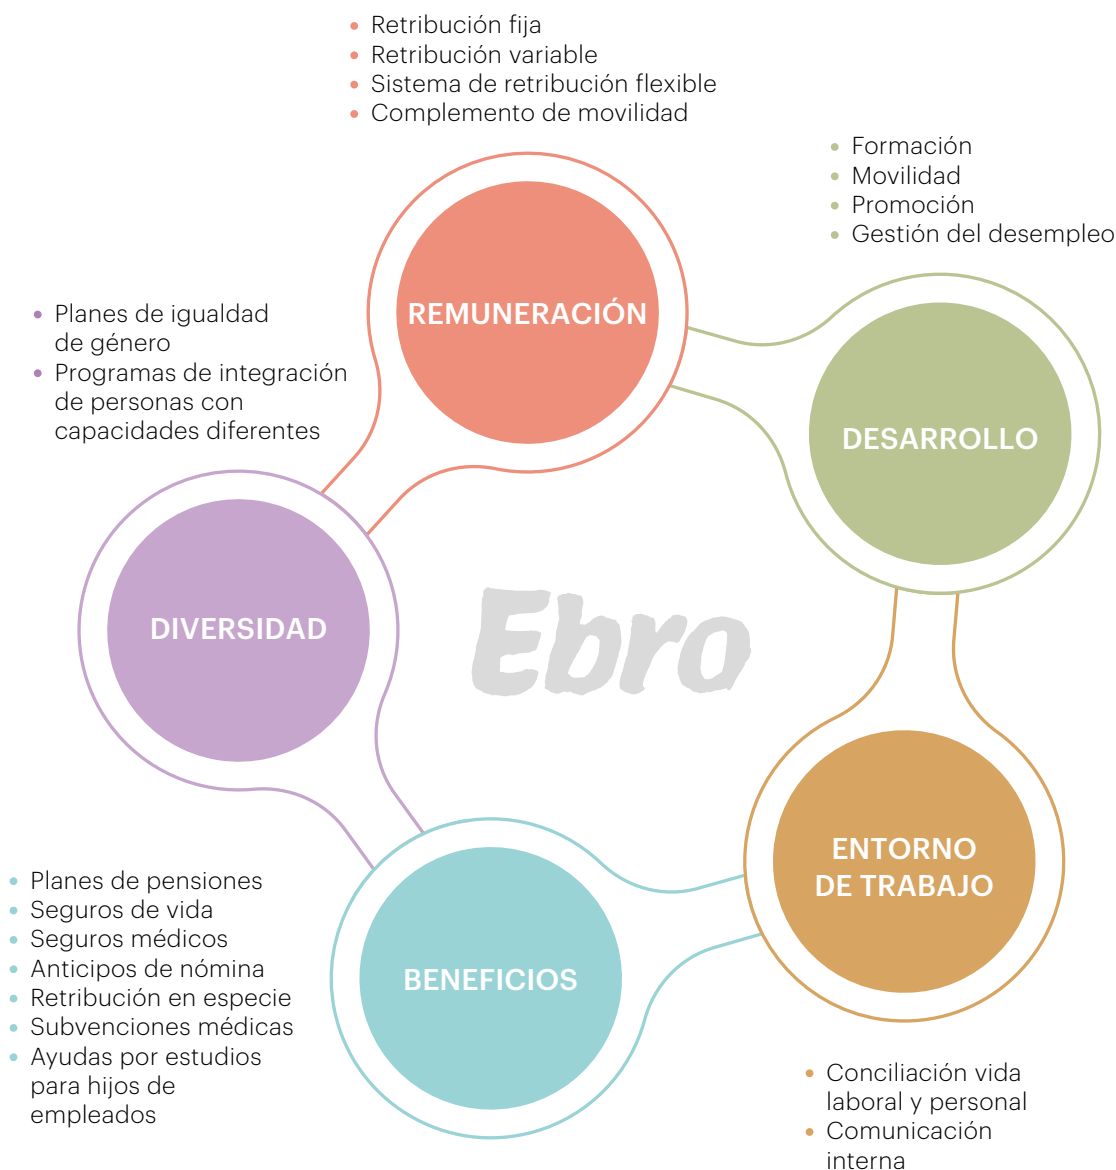 Retribución fija
Retribución variable
Sistema de retribución flexible
Complemento de movilidad
Formación
Movilidad
Promoción
Gestión del desempleo
REMUNERACIÓN
Planes de igualdad
de género
Programas de integración
de personas con
capacidades diferentes
DESARROLLO
DIVERSIDAD
Ebro
ENTORNO
DE TRABAJO
Planes de pensiones
Seguros de vida
Seguros médicos
Anticipos de nómina
Retribución en especie
Subvenciones médicas
Ayudas por estudios
para hijos de
empleados
BENEFICIOS
Conciliación vida
laboral y personal
Comunicación
interna